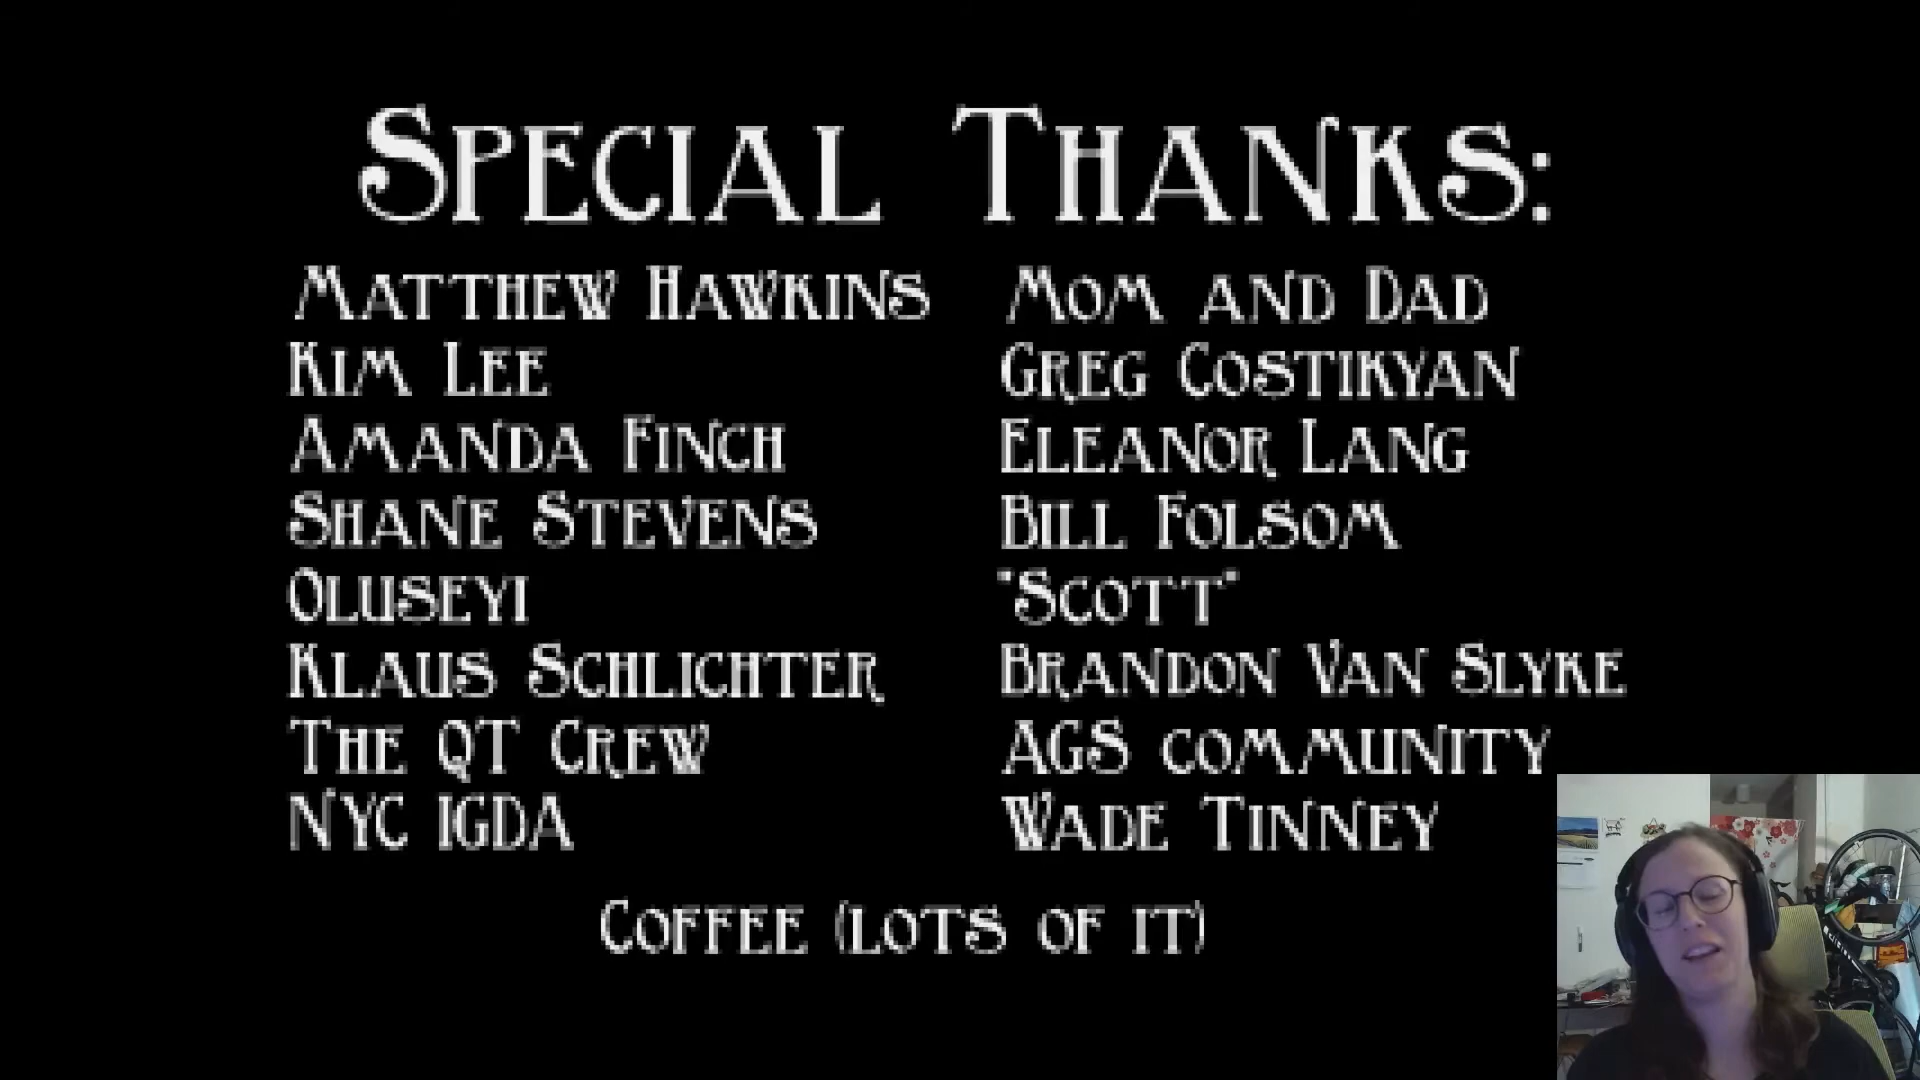 Special Thanks:
Matthew Hawkins
Kim Lee
Amanda Finch
Shane Stevens
Oluseyi
Klaus Schlichter
The QT Crew
NYC IGDA
Mom and Dad
Greg Costikyan
Eleanor Lang
Bill Folsom
"Scott"
Brandon Van Slyke
AGS community
Wade Tinney
Coffee (lots of it)